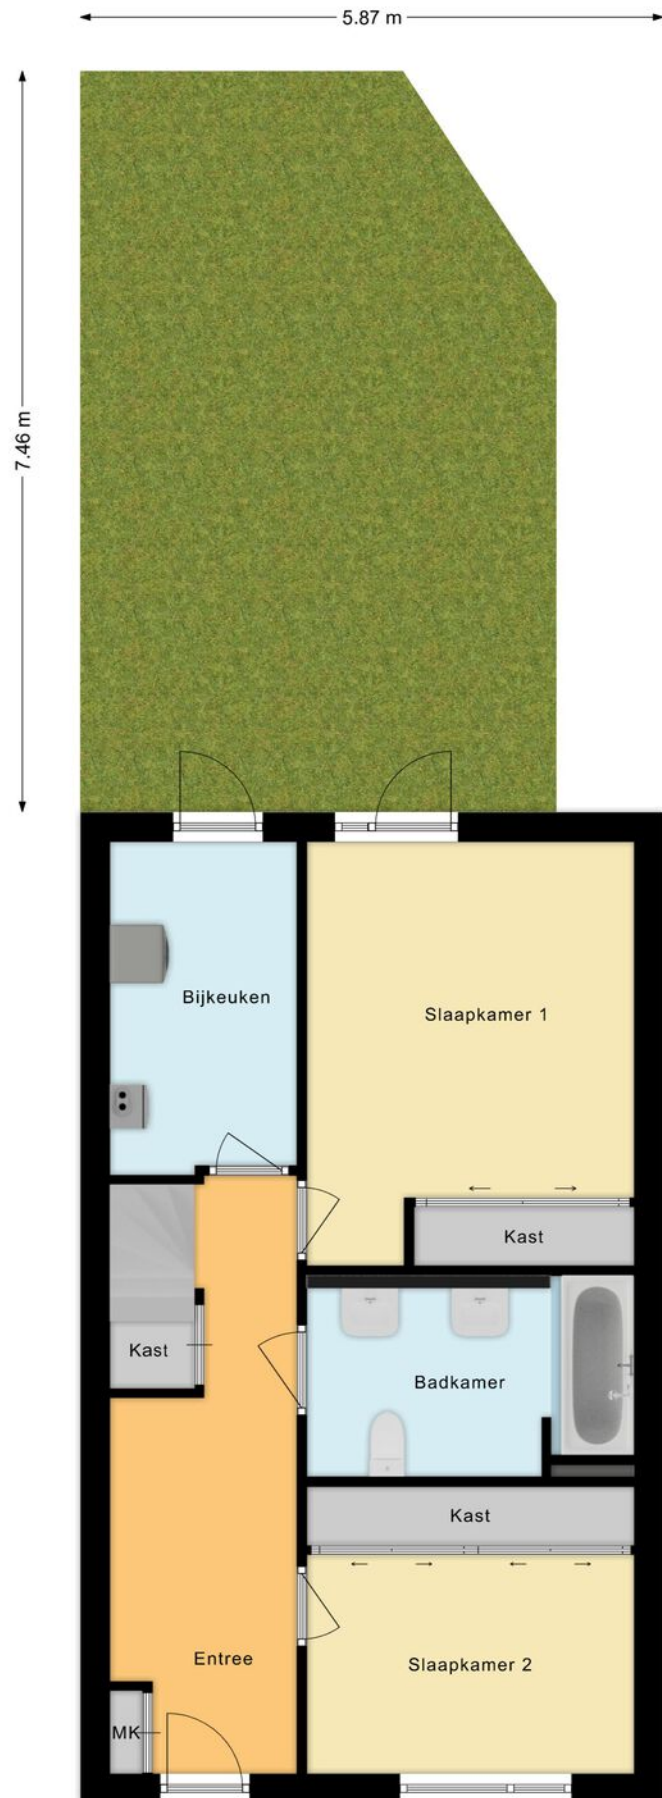 5.87 m
7.46 m
Bijkeuken
Slaapkamer 1
Kast
Kast
Badkamer
Kast
Entree
Slaapkamer 2
MK